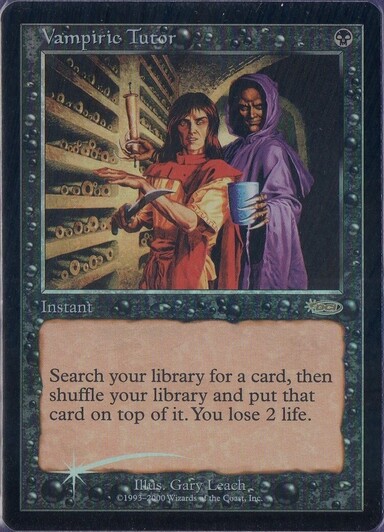 Vampiric Tutor
Instant
DCI
Search your library for a card, then
shuffle your library and put that
card on top of it. You lose 2 life.
Illus. Gary Leach
©1993-2000 Wizards of the Coast, Inc.